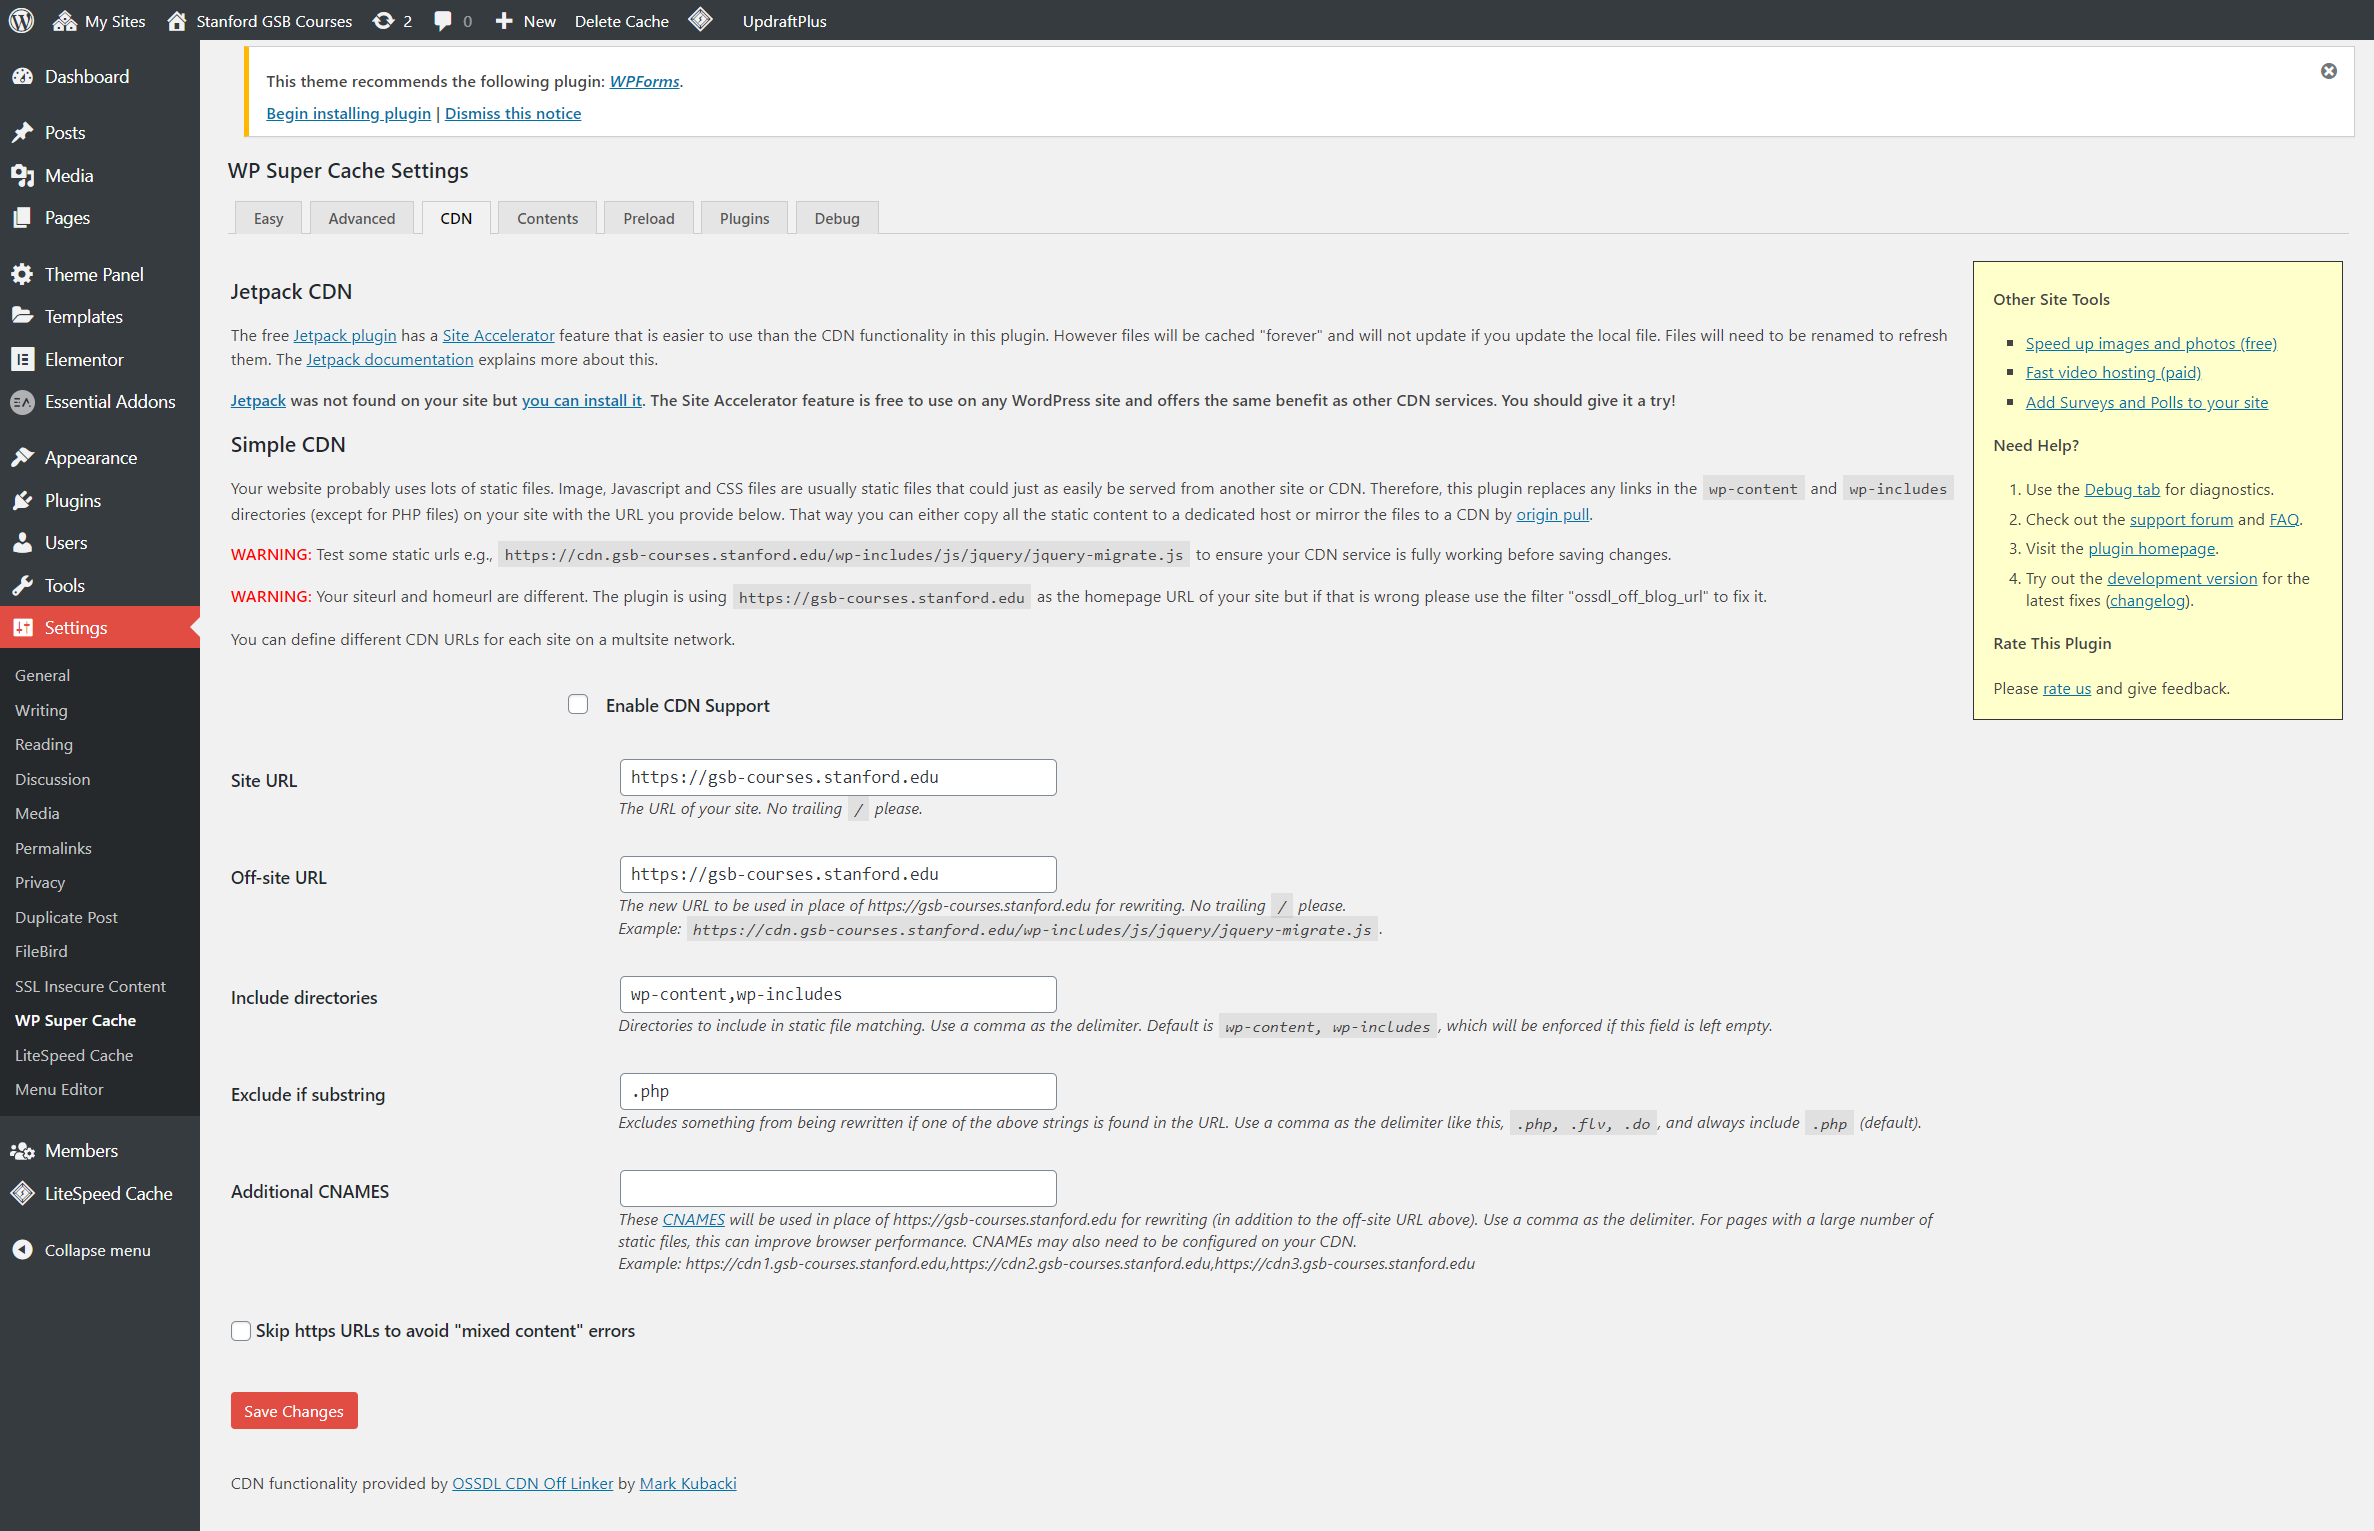 My Sites
Stanford GSB Courses
2
0
New
Delete Cache
UpdraftPlus
Dashboard
Posts
Media
Pages
Theme Panel
Templates
Elementor
Essential Addons
Appearance
Plugins
Users
Tools
Settings
General
Writing
Reading
Discussion
Media
Permalinks
Privacy
Duplicate Post
FileBird
SSL Insecure Content
WP Super Cache
LiteSpeed Cache
Menu Editor
Members
LiteSpeed Cache
Collapse menu
This theme recommends the following plugin: WPForms.
Begin installing plugin | Dismiss this notice
WP Super Cache Settings
Easy
Advanced
CDN
Contents
Preload
Plugins
Debug
Jetpack CDN
The free Jetpack plugin has a Site Accelerator feature that is easier to use than the CDN functionality in this plugin. However files will be cached "forever" and will not update if you update the local file. Files will need to be renamed to refresh
them. The Jetpack documentation explains more about this.
Jetpack was not found on your site but you can install it. The Site Accelerator feature is free to use on any WordPress site and offers the same benefit as other CDN services. You should give it a try!
Simple CDN
Your website probably uses lots of static files. Image, Javascript and CSS files are usually static files that could just as easily be served from another site or CDN. Therefore, this plugin replaces any links in the wp-content and wp-includes
directories (except for PHP files) on your site with the URL you provide below. That way you can either copy all the static content to a dedicated host or mirror the files to a CDN by origin pull.
WARNING: Test some static urls e.g., https://cdn.gsb-courses.stanford.edu/wp-includes/js/jquery/jquery-migrate.js to ensure your CDN service is fully working before saving changes.
WARNING: Your siteurl and homeurl are different. The plugin is using https://gsb-courses.stanford.edu as the homepage URL of your site but if that is wrong please use the filter "ossdl_off_blog_url" to fix it.
You can define different CDN URLs for each site on a multsite network.
Enable CDN Support
Site URL
https://gsb-courses.stanford.edu
The URL of your site. No trailing / please.
Off-site URL
https://gsb-courses.stanford.edu
The new URL to be used in place of https://gsb-courses.stanford.edu for rewriting. No trailing / please.
Example: https://cdn.gsb-courses.stanford.edu/wp-includes/js/jquery/jquery-migrate.js .
Include directories
wp-content,wp-includes
Directories to include in static file matching. Use a comma as the delimiter. Default is wp-content, wp-includes , which will be enforced if this field is left empty.
Exclude if substring
.php
Excludes something from being rewritten if one of the above strings is found in the URL. Use a comma as the delimiter like this, .php, .flv, .do , and always include .php (default).
Additional CNAMES
These CNAMES will be used in place of https://gsb-courses.stanford.edu for rewriting (in addition to the off-site URL above). Use a comma as the delimiter. For pages with a large number of
static files, this can improve browser performance. CNAMEs may also need to be configured on your CDN.
Example: https://cdn1.gsb-courses.stanford.edu,https://cdn2.gsb-courses.stanford.edu,https://cdn3.gsb-courses.stanford.edu
Skip https URLs to avoid "mixed content" errors
Save Changes
CDN functionality provided by OSSDL CDN Off Linker by Mark Kubacki
Other Site Tools
Speed up images and photos (free)
Fast video hosting (paid)
Add Surveys and Polls to your site
Need Help?
1. Use the Debug tab for diagnostics.
2. Check out the support forum and FAQ.
3. Visit the plugin homepage.
4. Try out the development version for the
latest fixes (changelog).
Rate This Plugin
Please rate us and give feedback.